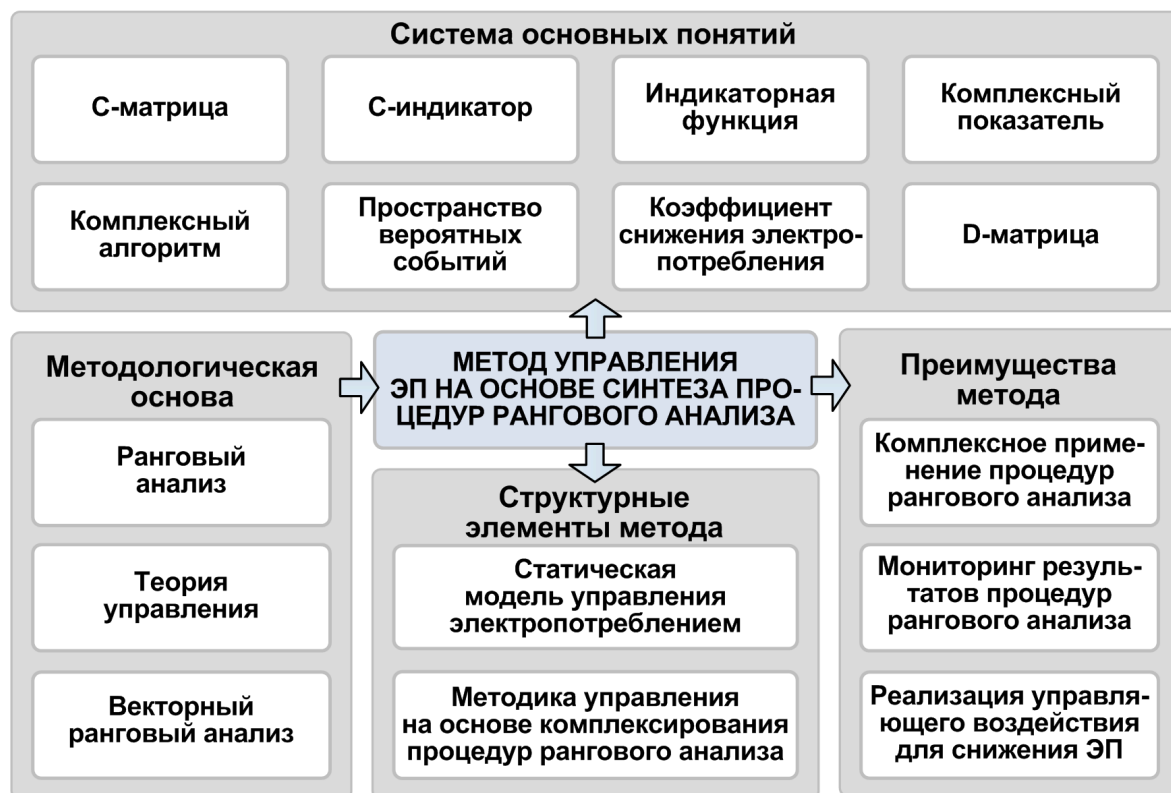 Система основных понятий
С-матрица
С-индикатор
Индикаторная
функция
Комплексный
показатель
Комплексный
алгоритм
Пространство
вероятных
событий
Коэффициент
снижения электро-
потребления
D-матрица
Методологическая
основа
Ранговый
анализ
Теория
управления
Векторный
ранговый анализ
МЕТОД УПРАВЛЕНИЯ
ЭП НА ОСНОВЕ СИНТЕЗА ПРО-
ЦЕДУР РАНГОВОГО АНАЛИЗА
Структурные
элементы метода
Статическая
модель управления
электропотреблением
Методика управления
на основе комплексирования
процедур рангового анализа
Преимущества
метода
Комплексное приме-
нение процедур
рангового анализа
Мониторинг резуль-
татов процедур
рангового анализа
Реализация управля-
ющего воздействия
для снижения ЭП